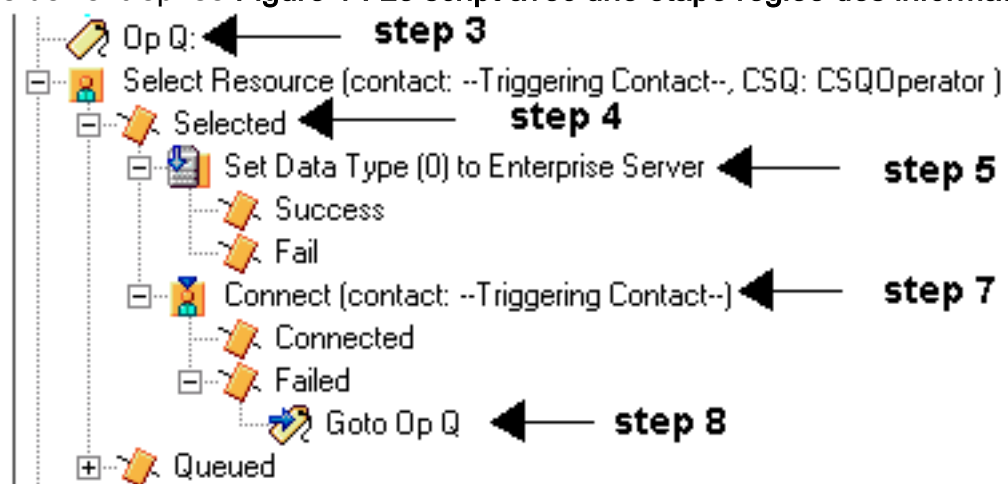 Op Q: step 3
Select Resource (contact: --Triggering Contact--, CSQ: CSQOperator )
Selected step 4
Set Data Type (0) to Enterprise Server step 5
Success
Fail
Connect (contact: --Triggering Contact--) step 7
Connected
Failed
Goto Op Q step 8
Queued